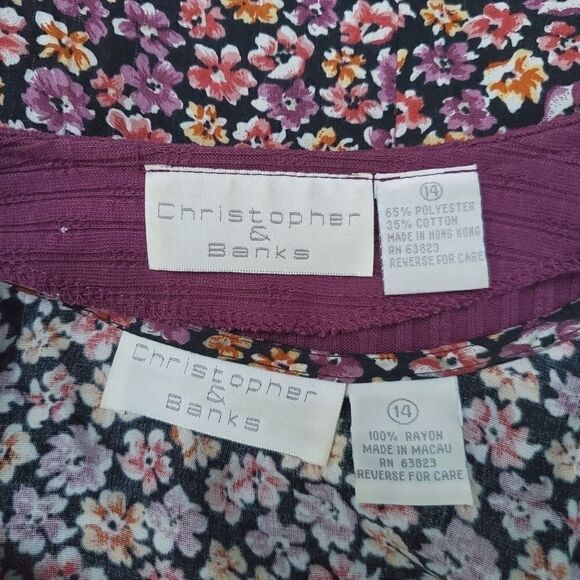 Christopher
&
Banks
14
65% POLYESTER
35% COTTON
MADE IN HONG KONG
RN 63823
REVERSE FOR CARE
Christopher
&
Banks
14
100% RAYON
MADE IN MACAU
RN 63823
REVERSE FOR CARE